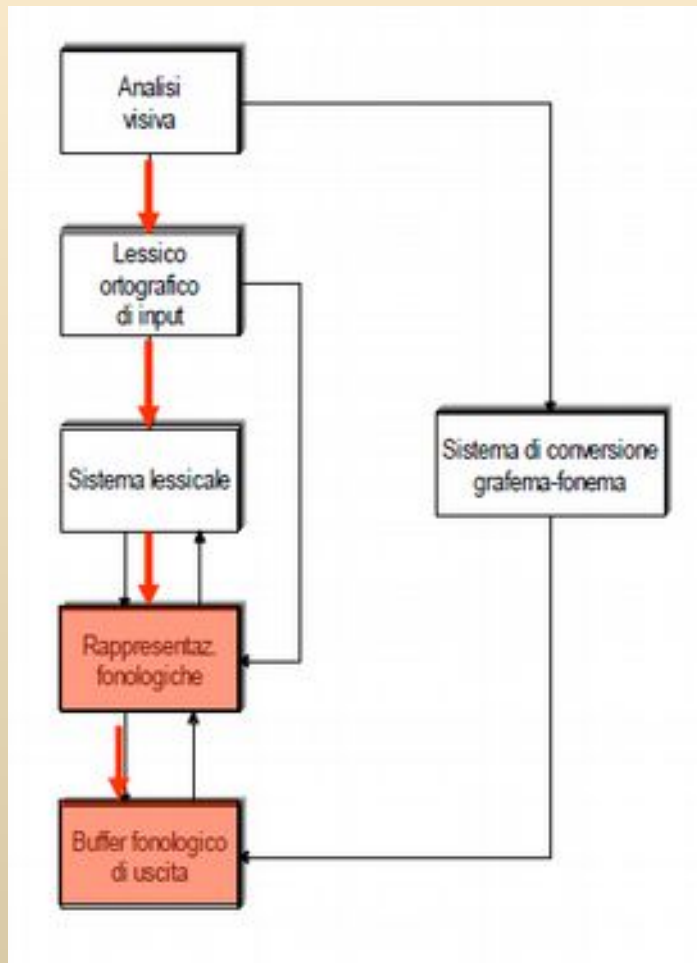 Analisi
visiva
Lessico
ortografico
di input
Sistema lessicale
Sistema di conversione
grafema-fonema
Rappresentaz.
fonologiche
Buffer fonologico
di uscita